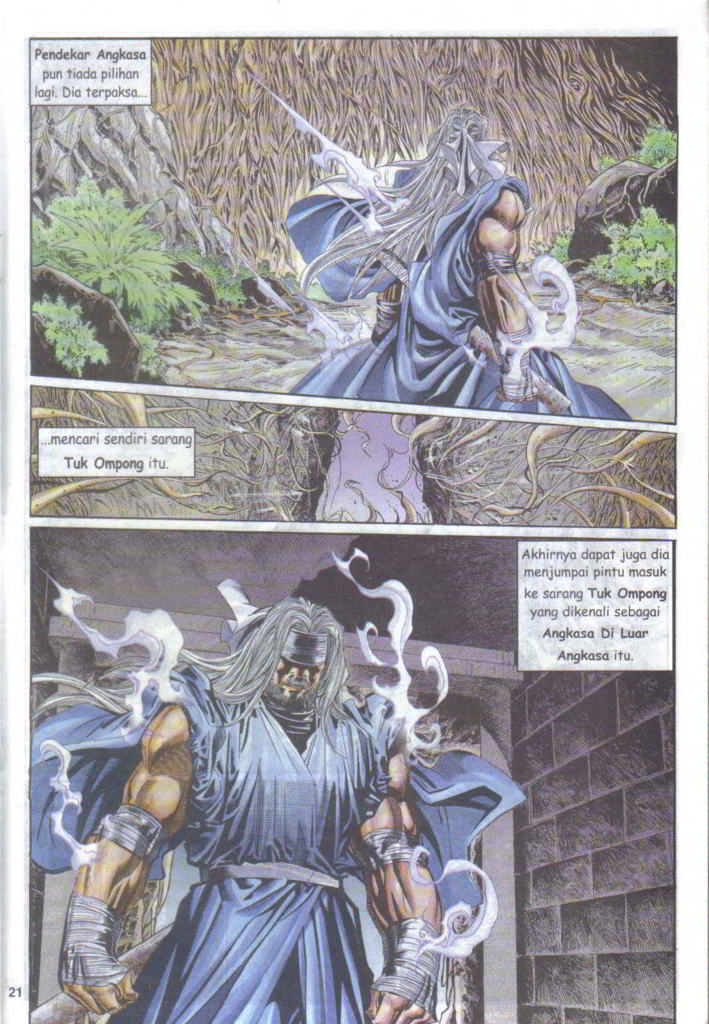 Pendekar Angkasa
pun tiada pilihan
lagi. Dia terpaksa...
...mencari sendiri sarang
Tuk Ompong itu.
Akhirnya dapat juga dia
menjumpai pintu masuk
ke sarang Tuk Ompong
yang dikenali sebagai
Angkasa Di Luar
Angkasa itu.
21